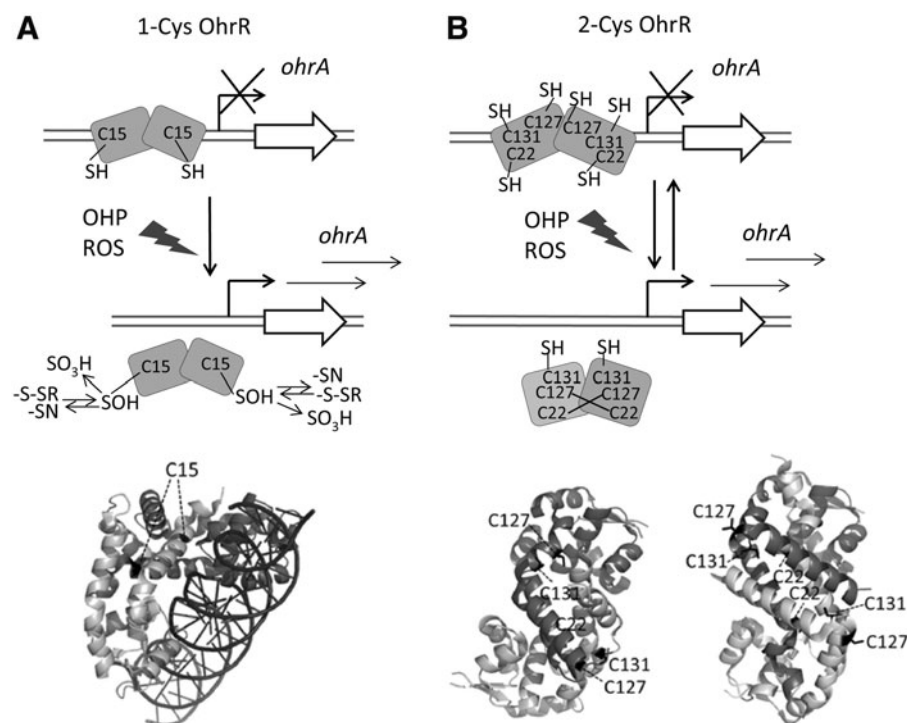 A
1-Cys OhrR
ohrA
C15
C15
SH
SH
OHP
ROS
ohrA
C15
C15
SO3H
-S-SR
-SN
SOH
SOH
-SN
-S-SR
SO3H
C15
B
2-Cys OhrR
ohrA
SH
SH
SH
SH
C127
C127
C131
C131
C22
C22
SH
SH
OHP
ROS
ohrA
SH
SH
C131
C131
C127
C127
C22
C22
C127
C131
C22
C131
C127
C127
C131
C22
C22
C131
C127